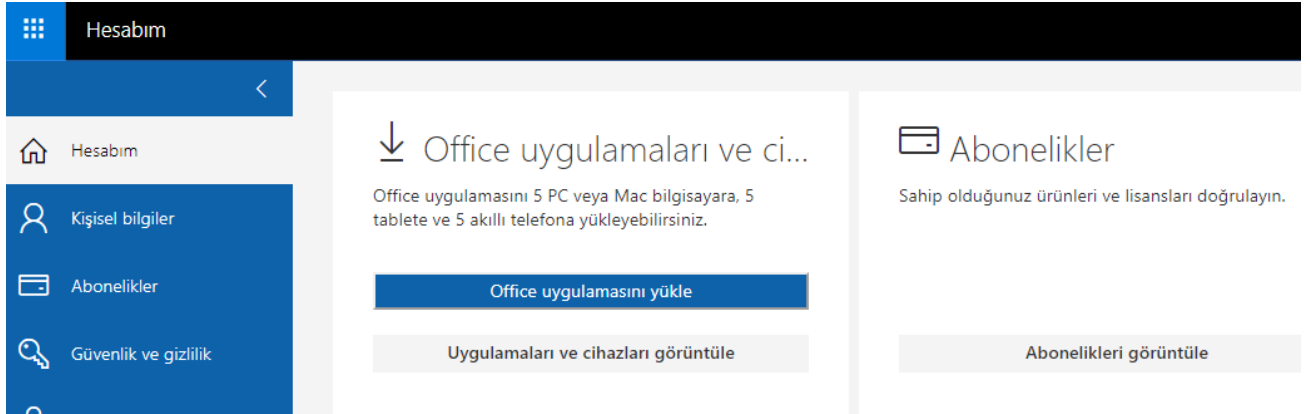 Hesabım
Hesabım
Kişisel bilgiler
Abonelikler
Güvenlik ve gizlilik
Office uygulamaları ve ci...
Office uygulamasını 5 PC veya Mac bilgisayara, 5
tablete ve 5 akıllı telefona yükleyebilirsiniz.
Office uygulamasını yükle
Uygulamaları ve cihazları görüntüle
Abonelikler
Sahip olduğunuz ürünleri ve lisansları doğrulayın.
Abonelikleri görüntüle